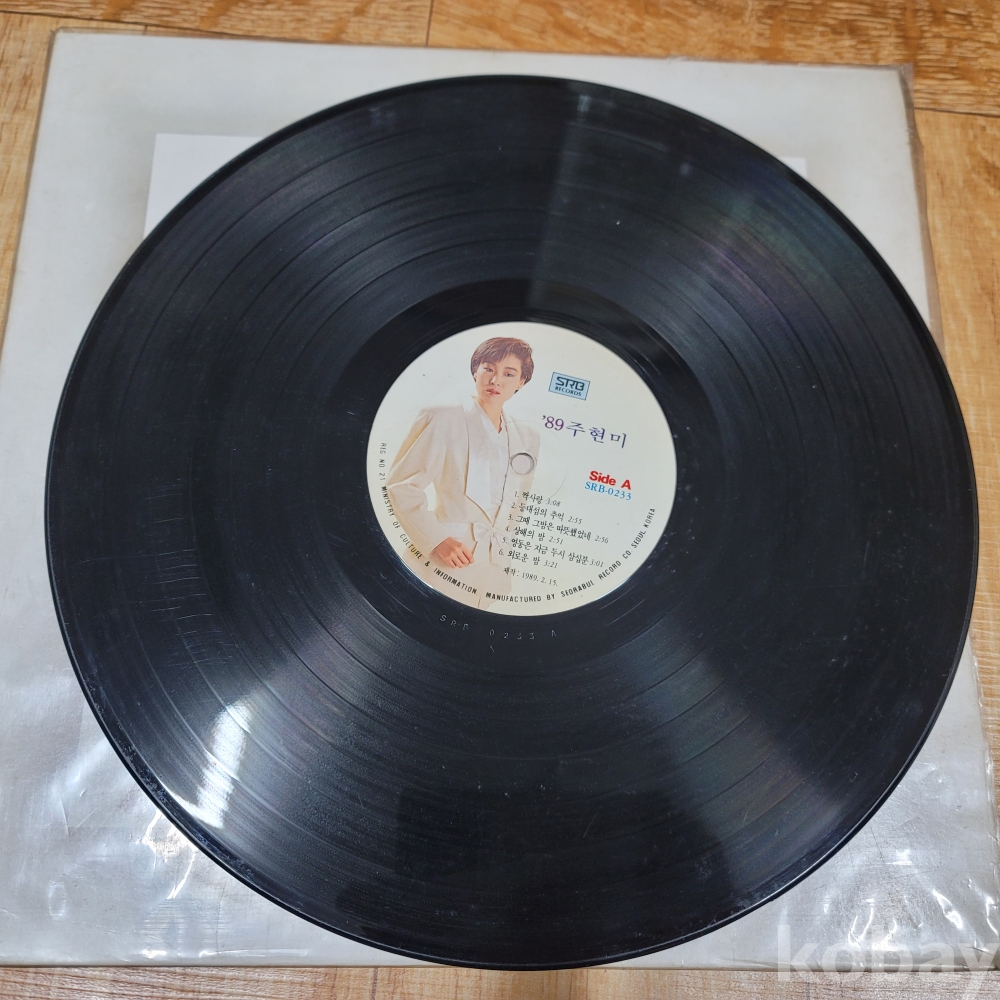 STRB
RECORDS
'89 주현미
Side A
SRB-0233
1. 짝사랑 3:08
2. 등대섬의 추억 2:55
3. 그때 그밤은 따뜻했었네 2:56
4. 상해의 밤 2:51
5. 영동은 지금 두시 삼십분 3:01
6. 외로운 밤 3:21
제작: 1989. 2. 15.
RIG NO 21 MINISTRY OF CULTURE & INFORMATION. MANUFACTURED BY SEORABUL RECORD CO SEOUL KOREA
SRB 0233 A
kobay